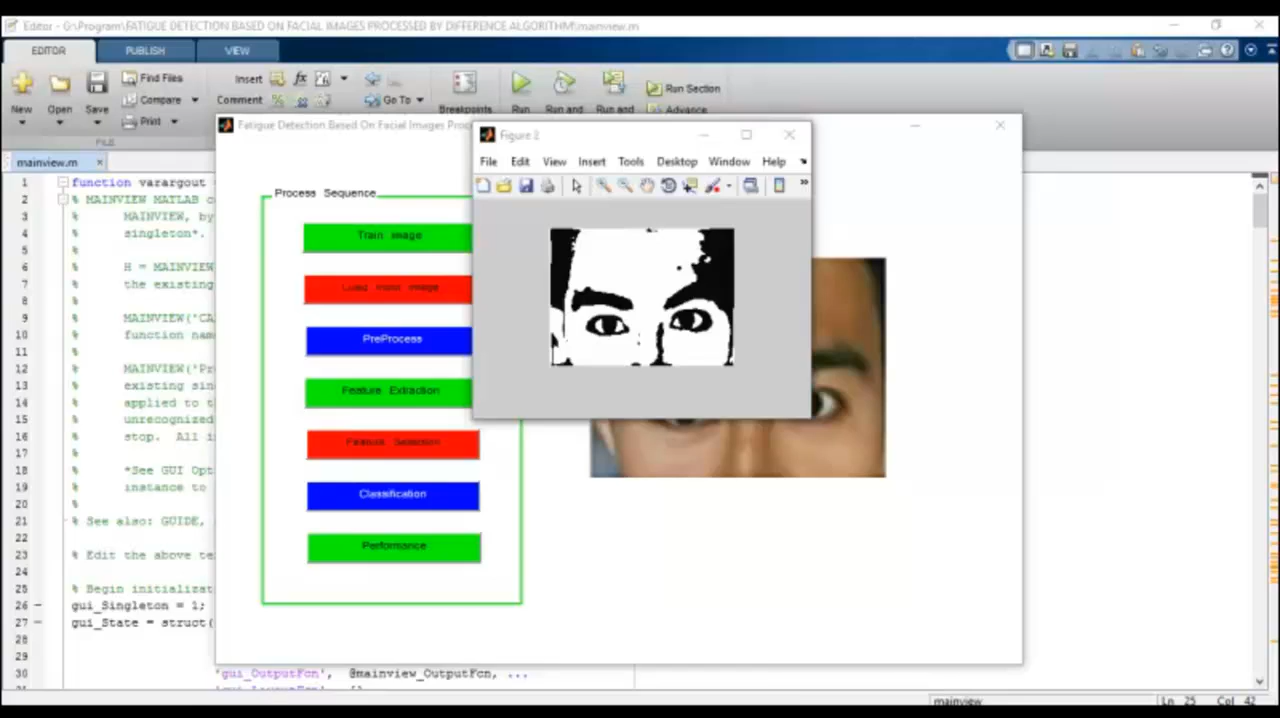 Editor - G:\Program\FATIGUE DETECTION BASED ON FACIAL IMAGES PROCESSED BY DIFFERENCE ALGORITHM\mainview.m
EDITOR PUBLISH VIEW
New Open Save Find Files Compare Print
Insert fx Comment Go To
Breakpoints Run Run and Run and Run Section Advance
FILE
mainview.m ×
Fatigue Detection Based On Facial Images
Figure 2
File Edit View Insert Tools Desktop Window Help
Process Sequence
Train Image
Load Input Image
PreProcess
Feature Extraction
Feature Selection
Classification
Performance
1 function varargout
2 % MAINVIEW MATLAB
3 % MAINVIEW, by
4 % singleton*.
5 %
6 % H = MAINVIEW
7 % the existing
8 %
9 % MAINVIEW('CA
10 % function nam
11 %
12 % MAINVIEW('Pr
13 % existing sin
14 % applied to t
15 % unrecognized
16 % stop. All i
17 %
18 % *See GUI Opt
19 % instance to
20 %
21 % See also: GUIDE,
22
23 % Edit the above te
24
25 % Begin initializat
26 gui_Singleton = 1;
27 gui_State = struct(
28
29
30 'gui_OutputFcn', @mainview_OutputFcn, ...
mainview Ln 25 Col 42